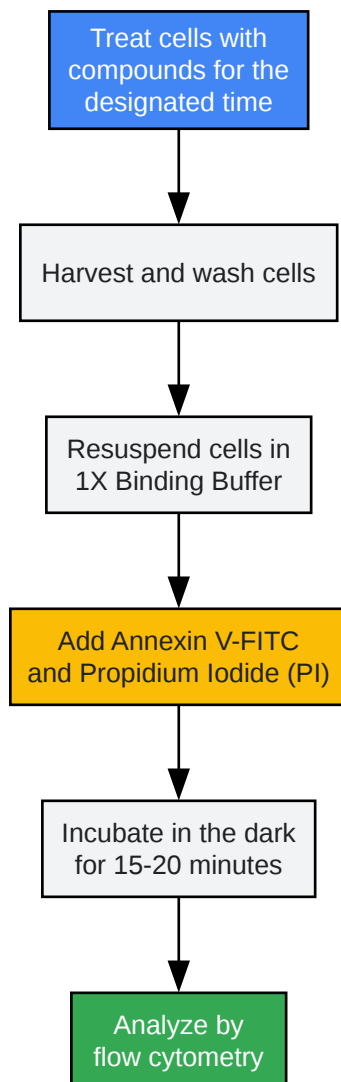 Treat cells with
compounds for the
designated time
Harvest and wash cells
Resuspend cells in
1X Binding Buffer
Add Annexin V-FITC
and Propidium Iodide (PI)
Incubate in the dark
for 15-20 minutes
Analyze by
flow cytometry